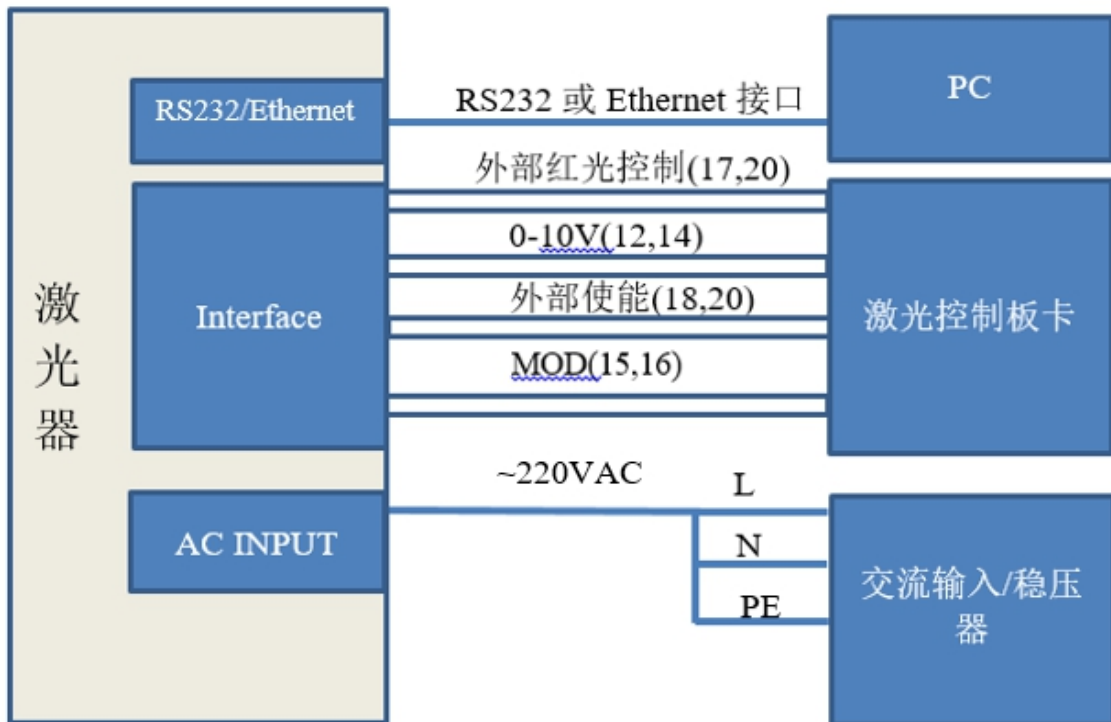 激光器
RS232/Ethernet
RS232 或 Ethernet 接口
PC
外部红光控制(17,20)
Interface
0-10V(12,14)
外部使能(18,20)
MOD(15,16)
激光控制板卡
AC INPUT
~220VAC
L
N
PE
交流输入/稳压
器